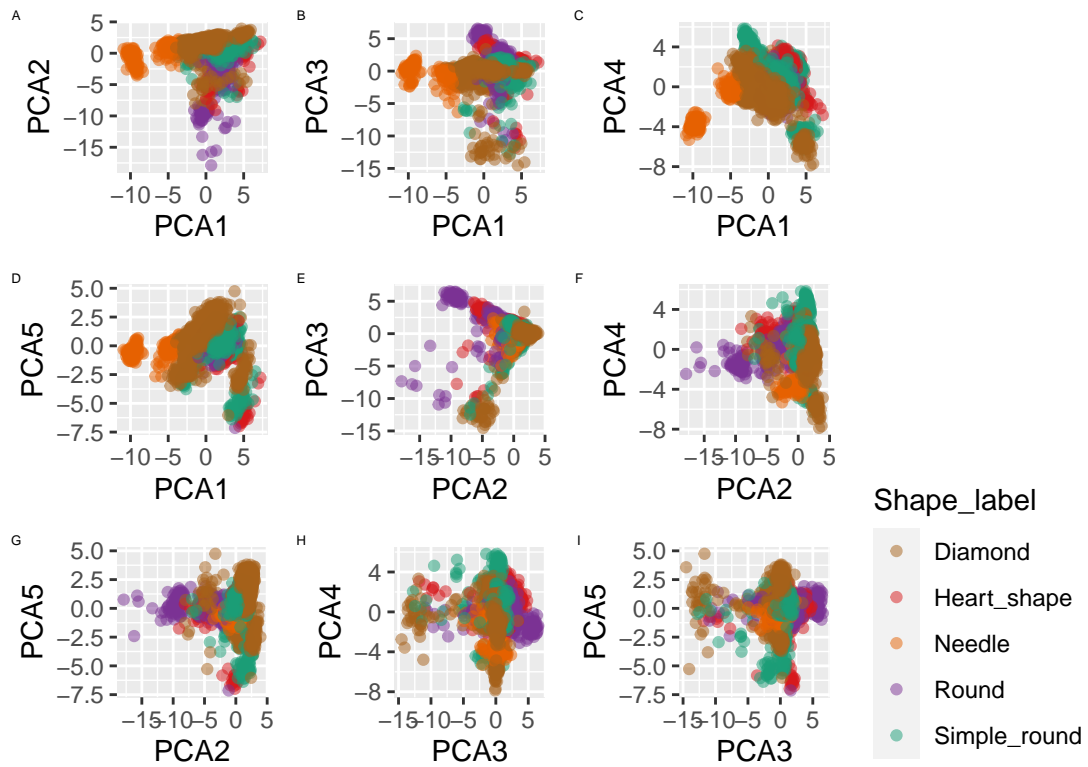 A
B
C
5
0
−5
−10
−15
PCA2
−10 −5 0 5
PCA1
5
0
−5
−10
−15
PCA3
−10 −5 0 5
PCA1
4
0
−4
−8
PCA4
−10 −5 0 5
PCA1
D
E
F
5.0
2.5
0.0
−2.5
−5.0
−7.5
PCA5
−10 −5 0 5
PCA1
5
0
−5
−10
−15
PCA3
−15 −10 −5 0 5
PCA2
4
0
−4
−8
PCA4
−15−10−5 0 5
PCA2
G
H
I
5.0
2.5
0.0
−2.5
−5.0
−7.5
PCA5
−15−10−5 0 5
PCA2
4
0
−4
−8
PCA4
−15−10−5 0 5
PCA3
5.0
2.5
0.0
−2.5
−5.0
−7.5
PCA5
−15−10−5 0 5
PCA3
Shape_label
Diamond
Heart_shape
Needle
Round
Simple_round